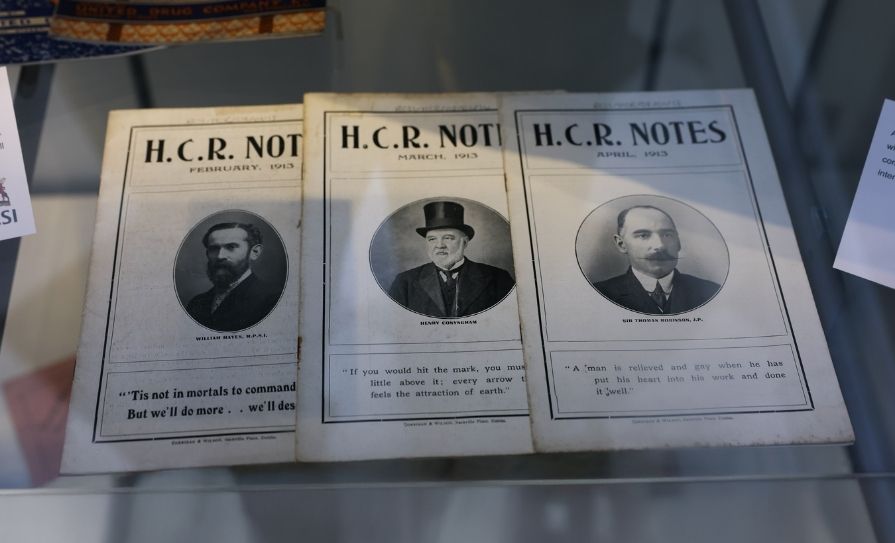 UNITED DRUG COMPANY
H.C.R. NOT
FEBRUARY, 1913
WILLIAM HAYES, M.P.S.I.
"'Tis not in mortals to command
But we'll do more . . we'll des
H.C.R. NOT
MARCH, 1913
HENRY CONYNGHAM
"If you would hit the mark, you mus
little above it; every arrow t
feels the attraction of earth."
H.C.R. NOTES
APRIL, 1913
SIR THOMAS ROBINSON, J.P.
"A man is relieved and gay when he has
put his heart into his work and done
it well."
SI